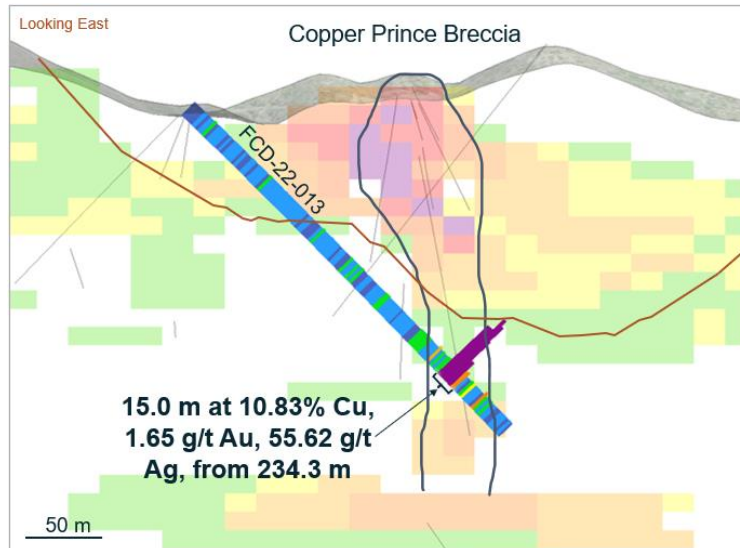 Looking East
Copper Prince Breccia
FCD-22-013
15.0 m at 10.83% Cu,
1.65 g/t Au, 55.62 g/t
Ag, from 234.3 m
50 m